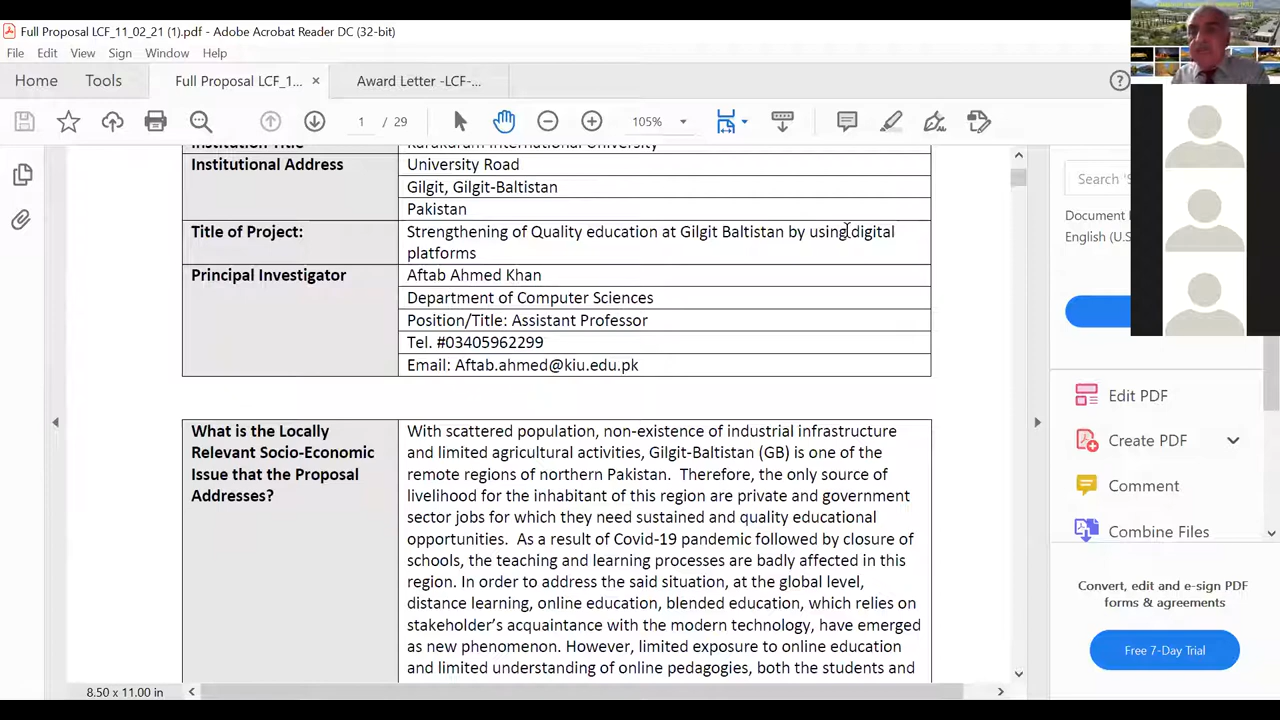 Full Proposal LCF_11_02_21 (1).pdf - Adobe Acrobat Reader DC (32-bit)
File Edit View Sign Window Help
Home Tools Full Proposal LCF_1... × Award Letter -LCF-...
1 / 29 105%
Institution Title Karakoram International University
Institutional Address University Road
Gilgit, Gilgit-Baltistan
Pakistan
Title of Project: Strengthening of Quality education at Gilgit Baltistan by using digital
platforms
Principal Investigator Aftab Ahmed Khan
Department of Computer Sciences
Position/Title: Assistant Professor
Tel. #03405962299
Email: Aftab.ahmed@kiu.edu.pk
What is the Locally
Relevant Socio-Economic
Issue that the Proposal
Addresses?
With scattered population, non-existence of industrial infrastructure
and limited agricultural activities, Gilgit-Baltistan (GB) is one of the
remote regions of northern Pakistan. Therefore, the only source of
livelihood for the inhabitant of this region are private and government
sector jobs for which they need sustained and quality educational
opportunities. As a result of Covid-19 pandemic followed by closure of
schools, the teaching and learning processes are badly affected in this
region. In order to address the said situation, at the global level,
distance learning, online education, blended education, which relies on
stakeholder's acquaintance with the modern technology, have emerged
as new phenomenon. However, limited exposure to online education
and limited understanding of online pedagogies, both the students and
8.50 x 11.00 in
Search 'S
Document
English (U.S
Edit PDF
Create PDF
Comment
Combine Files
Convert, edit and e-sign PDF
forms & agreements
Free 7-Day Trial